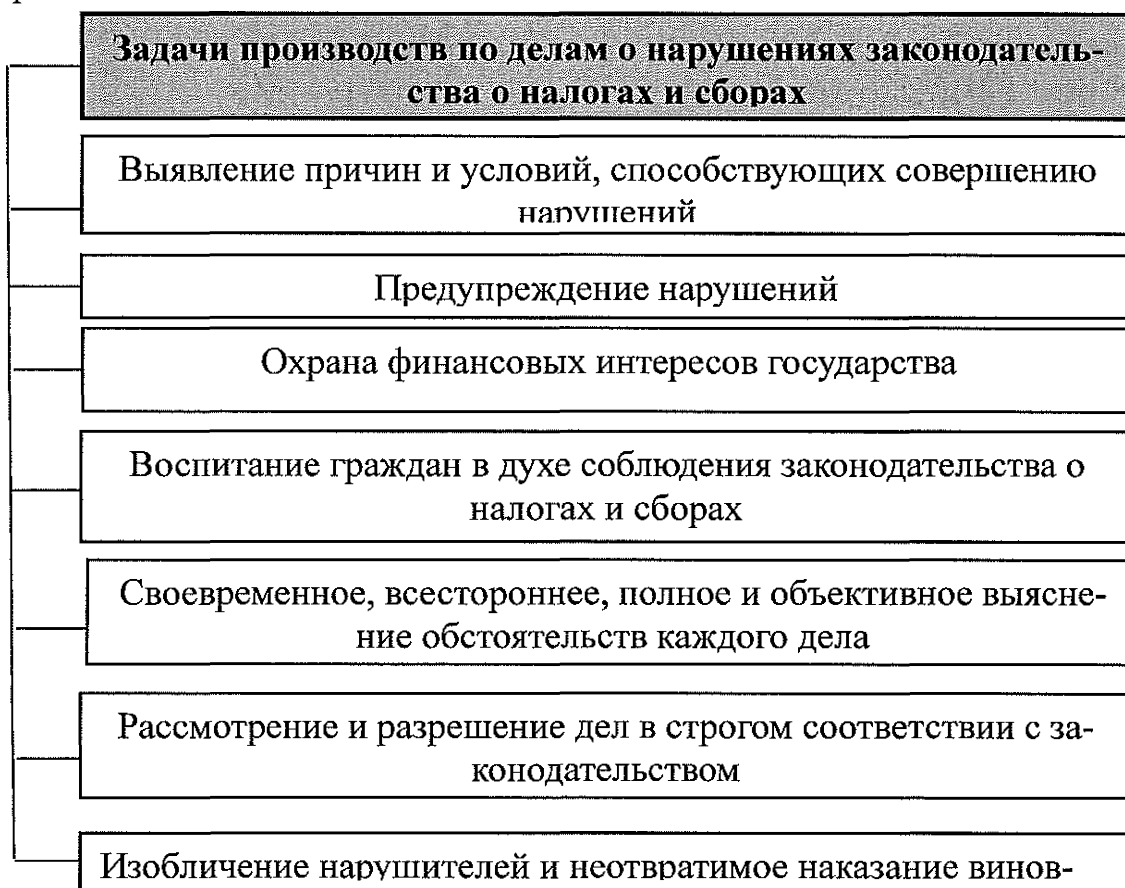 Задачи производств по делам о нарушениях законодатель-
ства о налогах и сборах
Выявление причин и условий, способствующих совершению
нарушений
Предупреждение нарушений
Охрана финансовых интересов государства
Воспитание граждан в духе соблюдения законодательства о
налогах и сборах
Своевременное, всестороннее, полное и объективное выясне-
ние обстоятельств каждого дела
Рассмотрение и разрешение дел в строгом соответствии с за-
конодательством
Изобличение нарушителей и неотвратимое наказание винов-